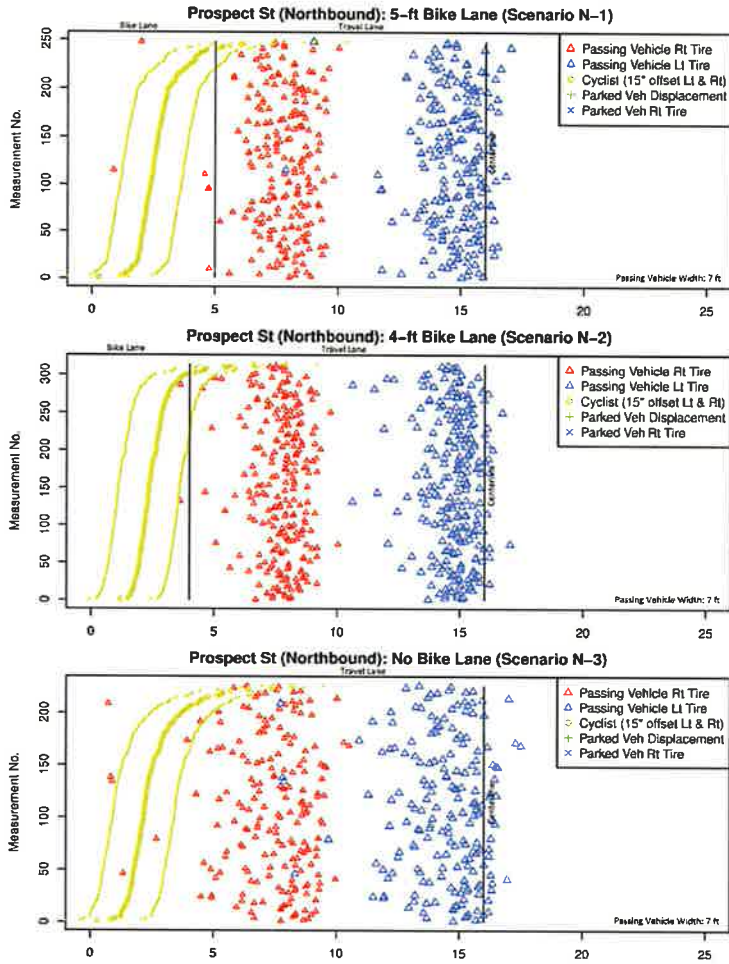 Prospect St (Northbound): 5-ft Bike Lane (Scenario N-1)
Bike Lane
Travel Lane
Measurement No.
250
200
150
100
50
0
Passing Vehicle Rt Tire
Passing Vehicle Lt Tire
Cyclist (15" offset Lt & Rt)
Parked Veh Displacement
Parked Veh Rt Tire
Centerline
Passing Vehicle Width: 7 ft
0 5 10 15 20 25
Prospect St (Northbound): 4-ft Bike Lane (Scenario N-2)
Bike Lane
Travel Lane
Measurement No.
300
250
200
150
100
50
0
Passing Vehicle Rt Tire
Passing Vehicle Lt Tire
Cyclist (15" offset Lt & Rt)
Parked Veh Displacement
Parked Veh Rt Tire
Centerline
Passing Vehicle Width: 7 ft
0 5 10 15 20 25
Prospect St (Northbound): No Bike Lane (Scenario N-3)
Travel Lane
Measurement No.
200
150
100
50
0
Passing Vehicle Rt Tire
Passing Vehicle Lt Tire
Cyclist (15" offset Lt & Rt)
Parked Veh Displacement
Parked Veh Rt Tire
Centerline
Passing Vehicle Width: 7 ft
0 5 10 15 20 25